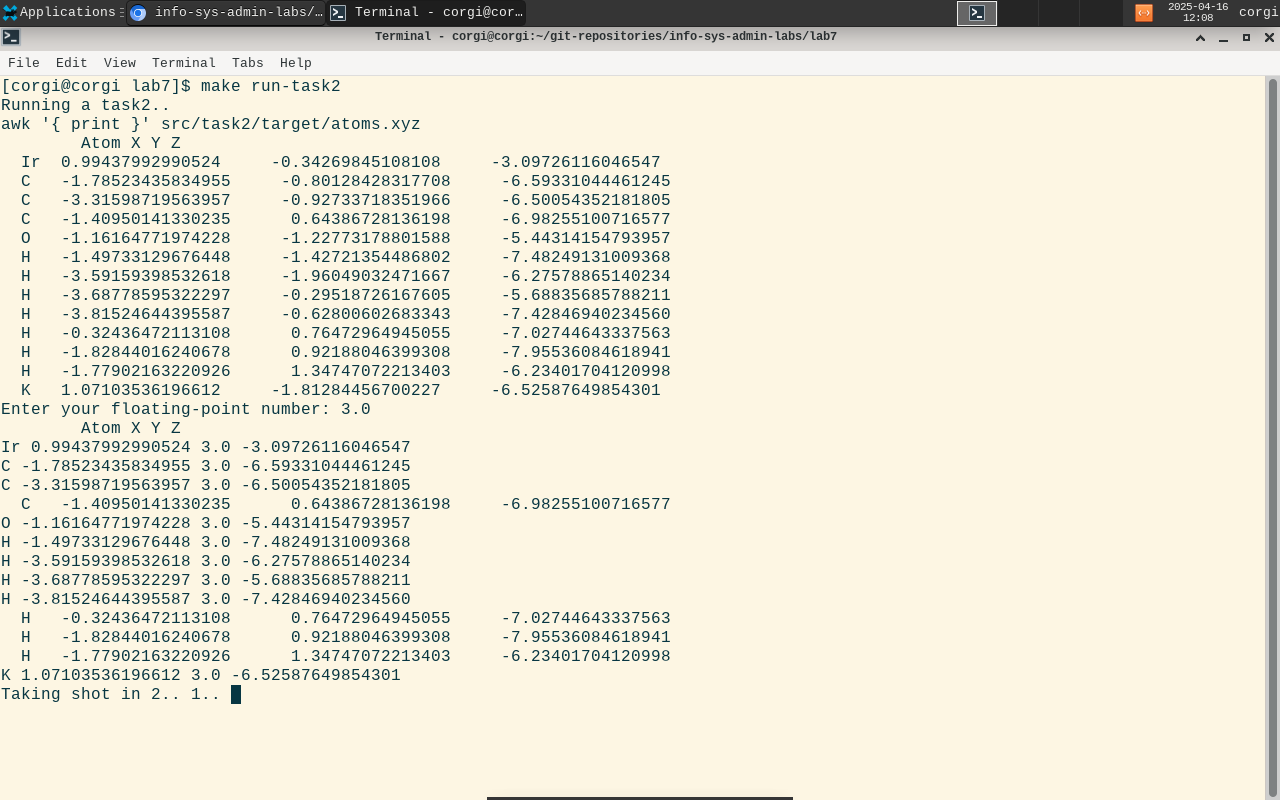 Applications info-sys-admin-labs/... Terminal - corgi@cor... 2025-04-16 corgi
12:08
Terminal - corgi@corgi:~/git-repositories/info-sys-admin-labs/lab7
File Edit View Terminal Tabs Help
[corgi@corgi lab7]$ make run-task2
Running a task2..
awk '{ print }' src/task2/target/atoms.xyz
        Atom X Y Z
  Ir  0.99437992990524     -0.34269845108108     -3.09726116046547
  C   -1.78523435834955     -0.80128428317708     -6.59331044461245
  C   -3.31598719563957     -0.92733718351966     -6.50054352181805
  C   -1.40950141330235      0.64386728136198     -6.98255100716577
  O   -1.16164771974228     -1.22773178801588     -5.44314154793957
  H   -1.49733129676448     -1.42721354486802     -7.48249131009368
  H   -3.59159398532618     -1.96049032471667     -6.27578865140234
  H   -3.68778595322297     -0.29518726167605     -5.68835685788211
  H   -3.81524644395587     -0.62800602683343     -7.42846940234560
  H   -0.32436472113108      0.76472964945055     -7.02744643337563
  H   -1.82844016240678      0.92188046399308     -7.95536084618941
  H   -1.77902163220926      1.34747072213403     -6.23401704120998
  K   1.07103536196612     -1.81284456700227     -6.52587649854301
Enter your floating-point number: 3.0
        Atom X Y Z
Ir 0.99437992990524 3.0 -3.09726116046547
C -1.78523435834955 3.0 -6.59331044461245
C -3.31598719563957 3.0 -6.50054352181805
  C   -1.40950141330235      0.64386728136198     -6.98255100716577
O -1.16164771974228 3.0 -5.44314154793957
H -1.49733129676448 3.0 -7.48249131009368
H -3.59159398532618 3.0 -6.27578865140234
H -3.68778595322297 3.0 -5.68835685788211
H -3.81524644395587 3.0 -7.42846940234560
  H   -0.32436472113108      0.76472964945055     -7.02744643337563
  H   -1.82844016240678      0.92188046399308     -7.95536084618941
  H   -1.77902163220926      1.34747072213403     -6.23401704120998
K 1.07103536196612 3.0 -6.52587649854301
Taking shot in 2.. 1..